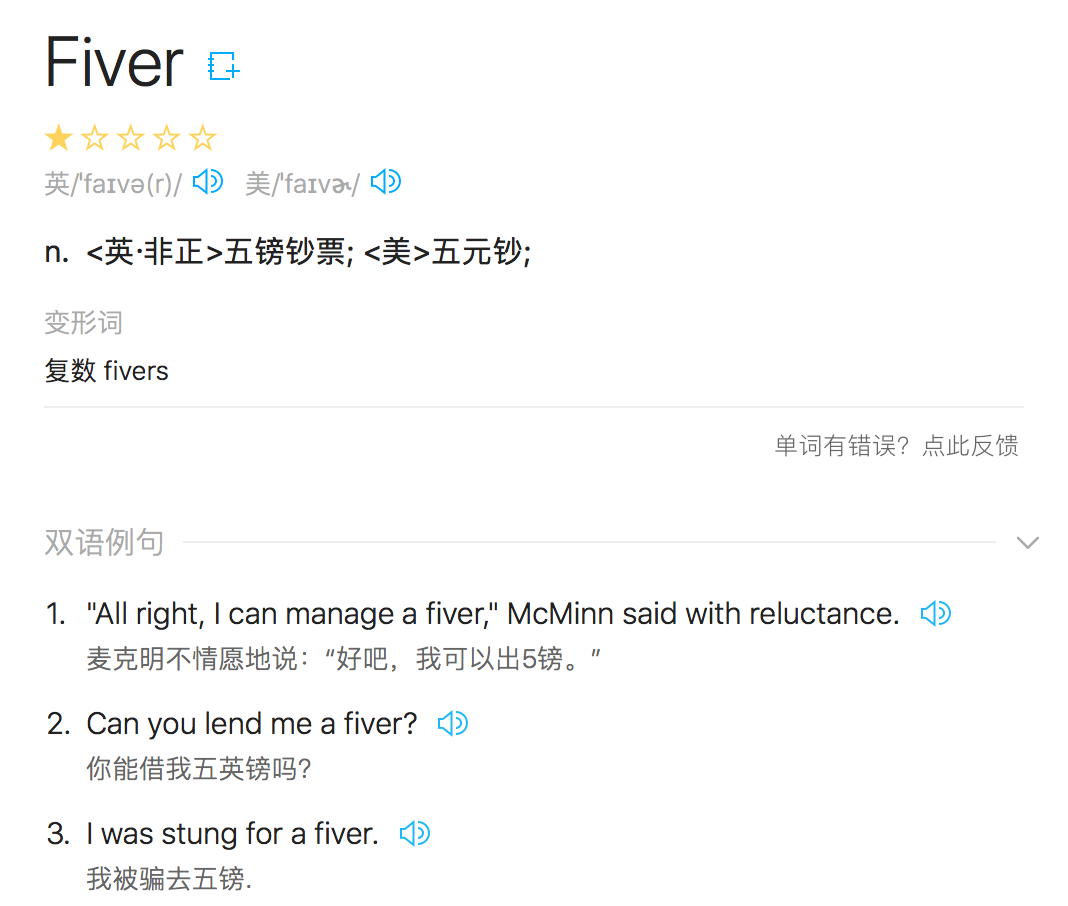 Fiver
英/'faɪvə(r)/ 美/'faɪvɚ/
n. <英·非正>五镑钞票; <美>五元钞;
变形词
复数 fivers
单词有错误？点此反馈
双语例句
1. "All right, I can manage a fiver," McMinn said with reluctance.
麦克明不情愿地说：“好吧，我可以出5镑。”
2. Can you lend me a fiver?
你能借我五英镑吗?
3. I was stung for a fiver.
我被骗去五镑.